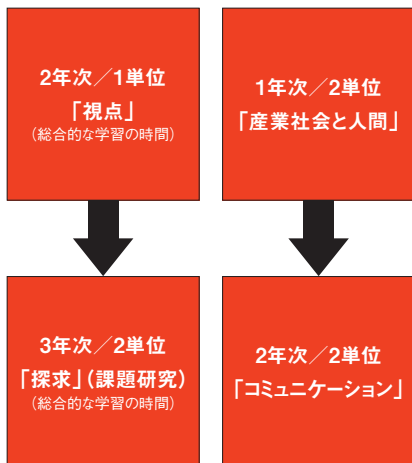 2年次／1単位
「視点」
（総合的な学習の時間）
1年次／2単位
「産業社会と人間」
3年次／2単位
「探求」（課題研究）
（総合的な学習の時間）
2年次／2単位
「コミュニケーション」